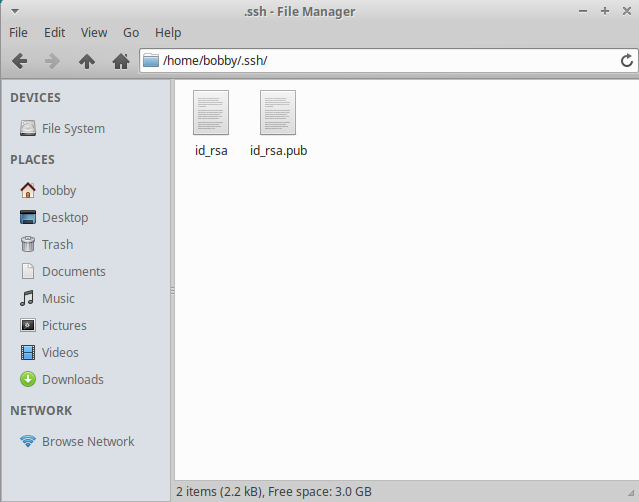 .ssh - File Manager
File Edit View Go Help
/home/bobby/.ssh/
DEVICES
File System
PLACES
bobby
Desktop
Trash
Documents
Music
Pictures
Videos
Downloads
NETWORK
Browse Network
id_rsa id_rsa.pub
2 items (2.2 kB), Free space: 3.0 GB